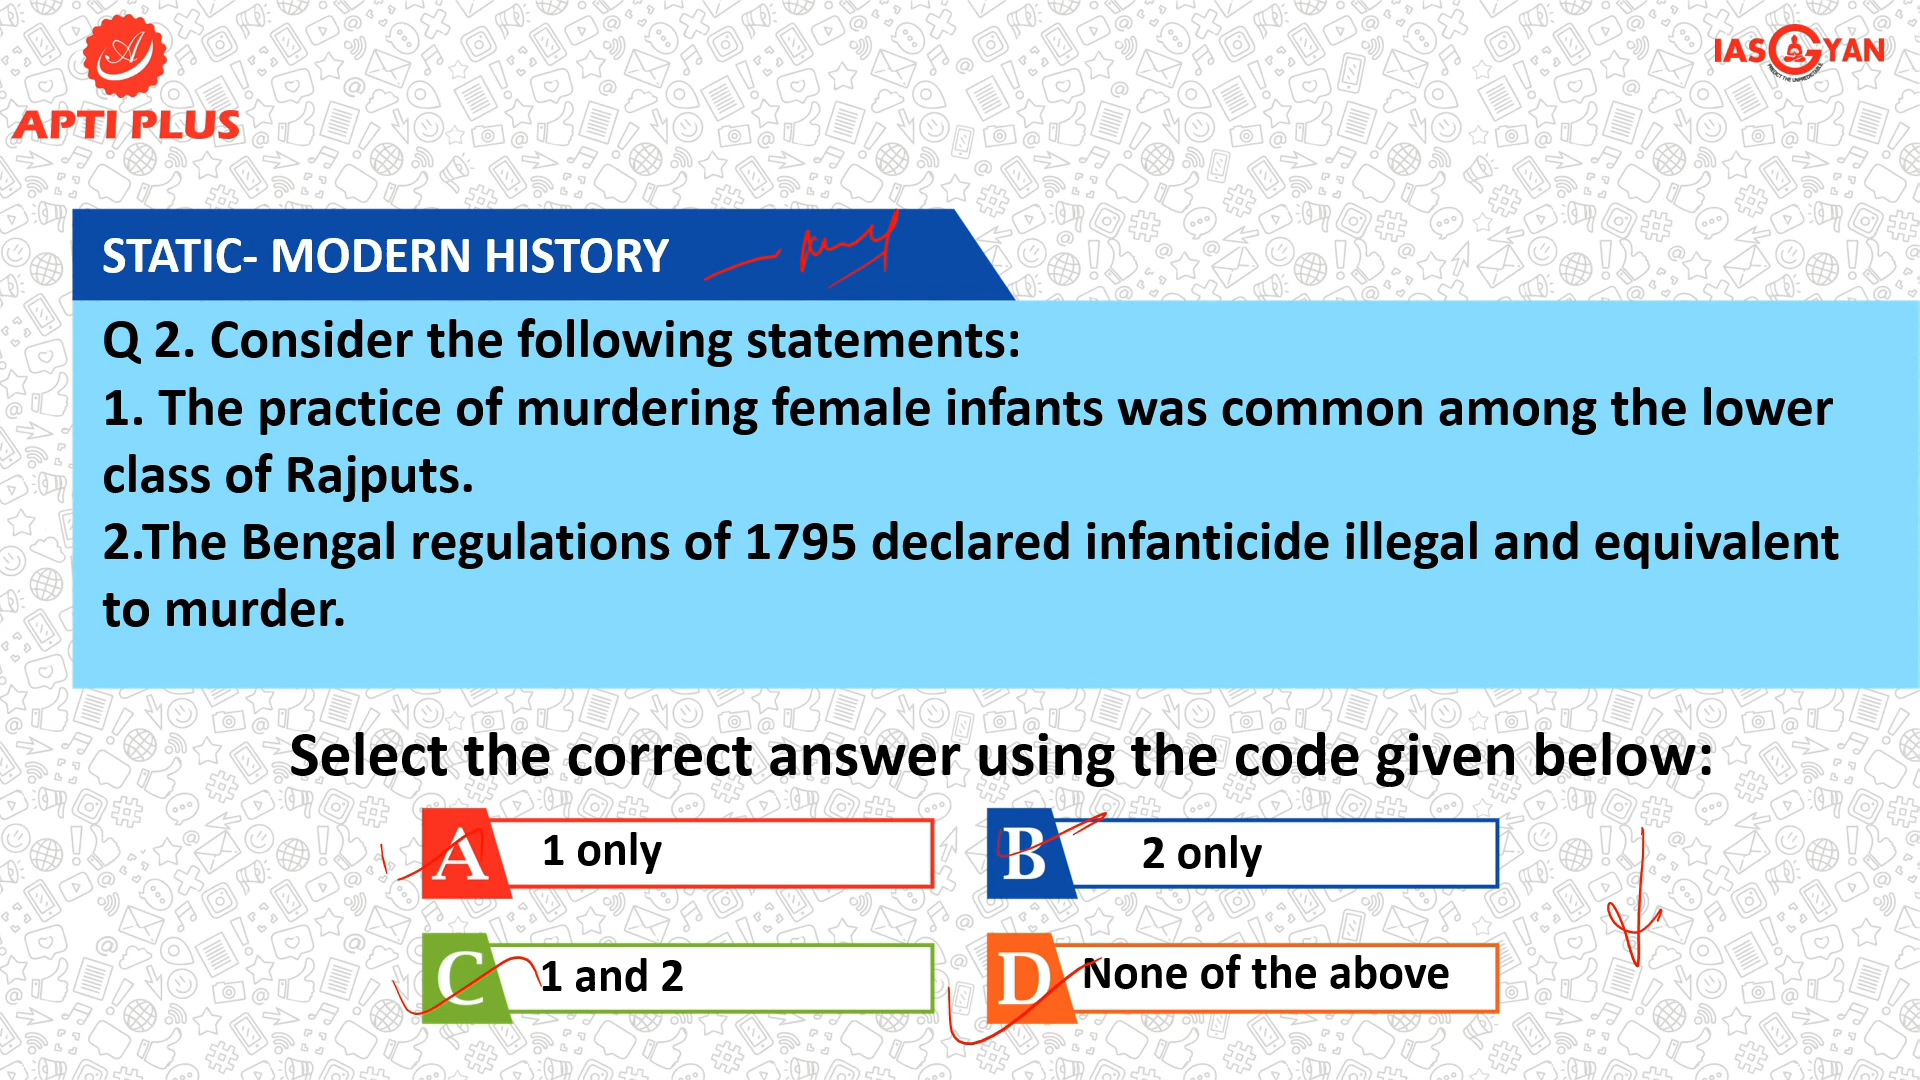 APTI PLUS
IAS GYAN
STATIC- MODERN HISTORY
Q 2. Consider the following statements:
1. The practice of murdering female infants was common among the lower
class of Rajputs.
2.The Bengal regulations of 1795 declared infanticide illegal and equivalent
to murder.
Select the correct answer using the code given below:
A 1 only
B 2 only
C 1 and 2
D None of the above